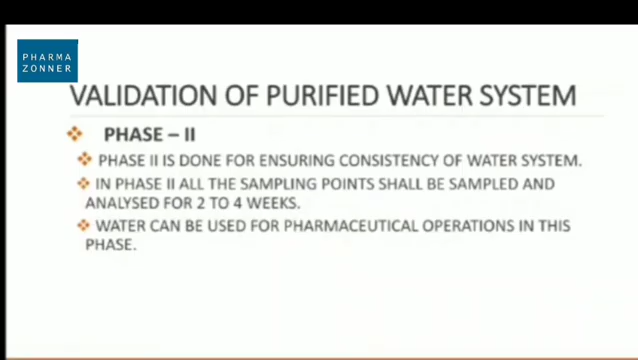 PHARMA
ZONNER
VALIDATION OF PURIFIED WATER SYSTEM
PHASE – II
PHASE II IS DONE FOR ENSURING CONSISTENCY OF WATER SYSTEM.
IN PHASE II ALL THE SAMPLING POINTS SHALL BE SAMPLED AND
ANALYSED FOR 2 TO 4 WEEKS.
WATER CAN BE USED FOR PHARMACEUTICAL OPERATIONS IN THIS
PHASE.